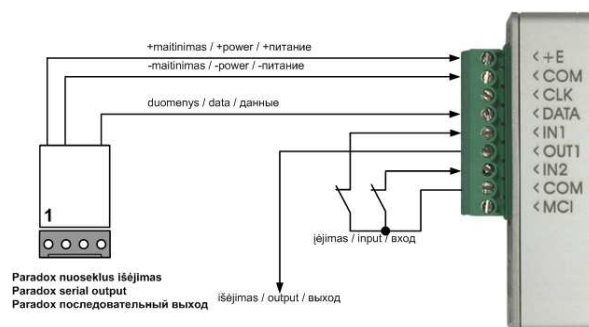 +maitinimas / +power / +питание
-maitinimas / -power / -питание
duomenys / data / данные
<+E
<COM
<CLK
<DATA
<IN1
<OUT1
<IN2
<COM
<MCI
1
įėjimas / input / вход
Paradox nuoseklus išėjimas
Paradox serial output
Paradox последовательный выход
išėjimas / output / выход